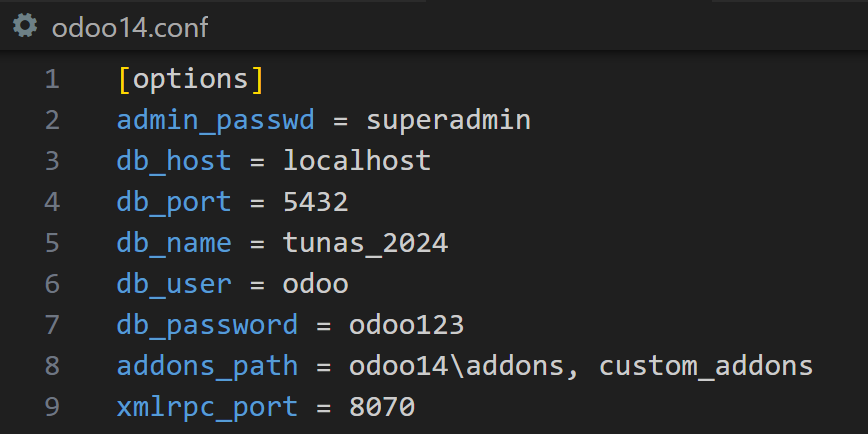 odoo14.conf
1 [options]
2 admin_passwd = superadmin
3 db_host = localhost
4 db_port = 5432
5 db_name = tunas_2024
6 db_user = odoo
7 db_password = odoo123
8 addons_path = odoo14\addons, custom_addons
9 xmlrpc_port = 8070